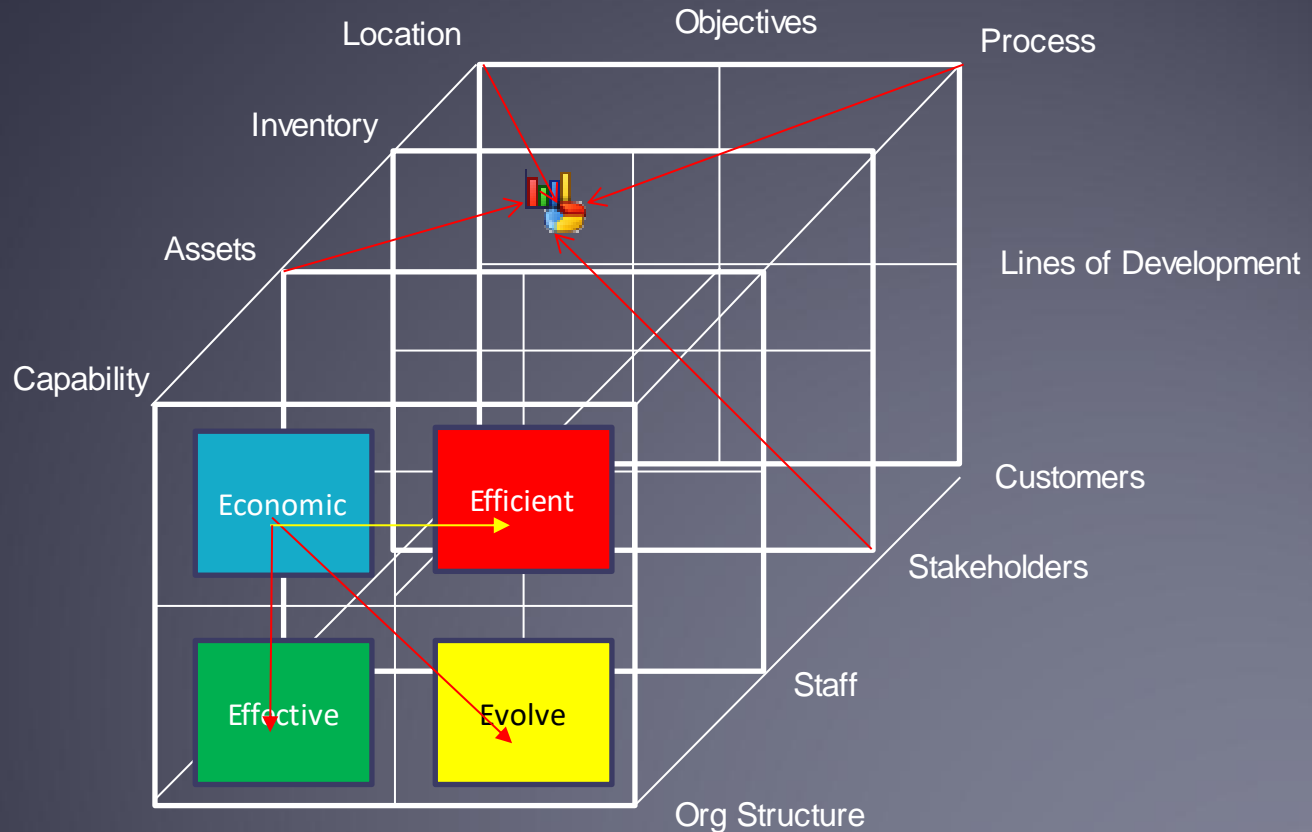 Objectives
Location
Process
Inventory
Assets
Lines of Development
Capability
Customers
Economic
Efficient
Stakeholders
Staff
Effective
Evolve
Org Structure